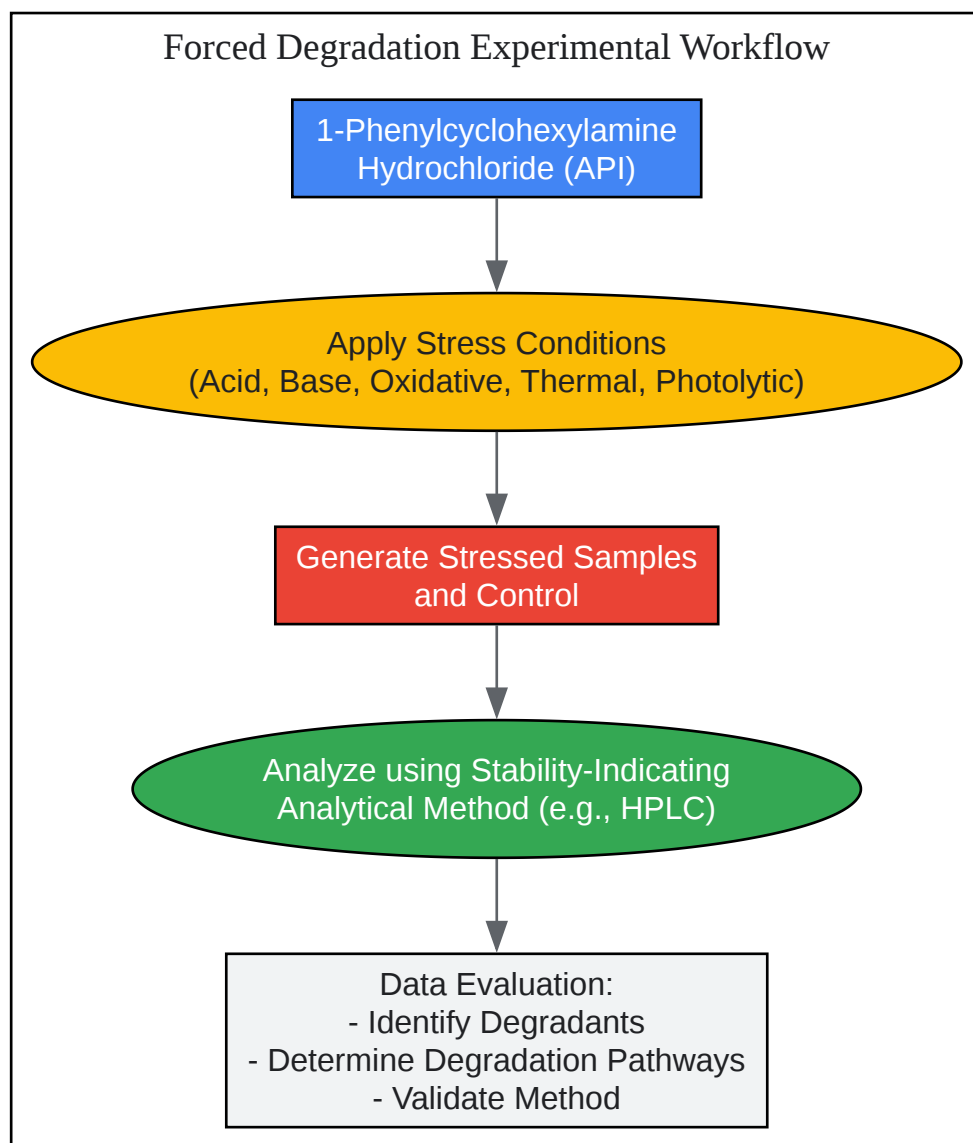 Forced Degradation Experimental Workflow
1-Phenylcyclohexylamine
Hydrochloride (API)
Apply Stress Conditions
(Acid, Base, Oxidative, Thermal, Photolytic)
Generate Stressed Samples
and Control
Analyze using Stability-Indicating
Analytical Method (e.g., HPLC)
Data Evaluation:
- Identify Degradants
- Determine Degradation Pathways
- Validate Method